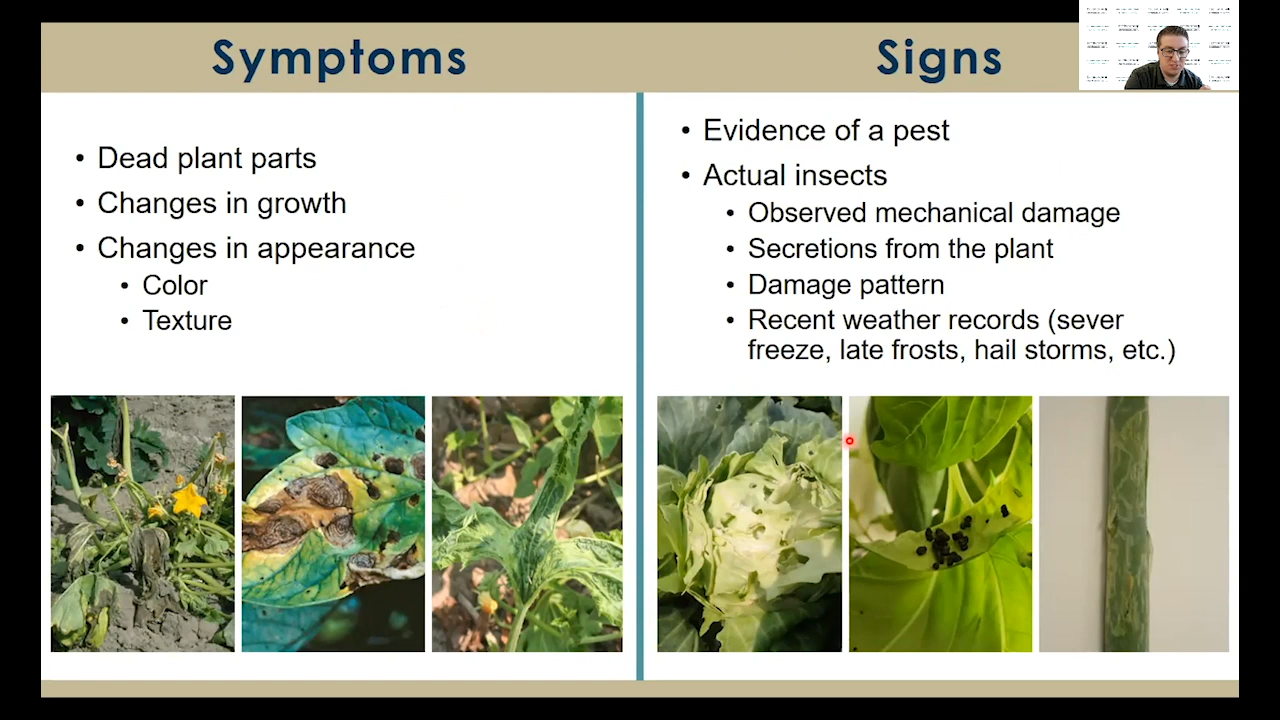 Symptoms
Dead plant parts
Changes in growth
Changes in appearance
Color
Texture
Signs
Evidence of a pest
Actual insects
Observed mechanical damage
Secretions from the plant
Damage pattern
Recent weather records (sever
freeze, late frosts, hail storms, etc.)